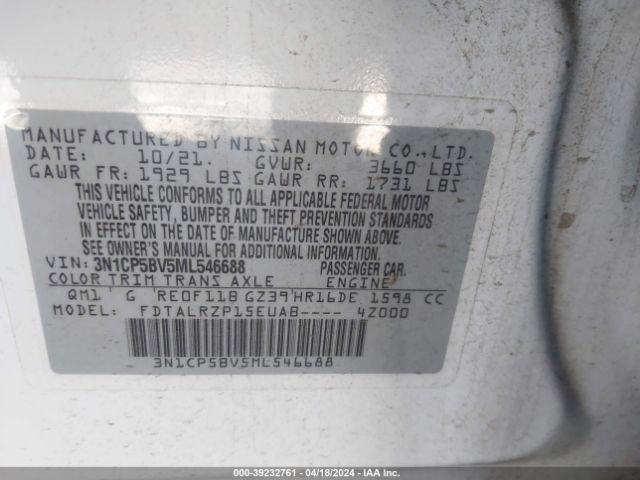 MANUFACTURED BY NISSAN MOTOR CO., LTD.
DATE: 10/21. GVWR: 3660 LBS
GAWR FR: 1929 LBS GAWR RR: 1731 LBS
THIS VEHICLE CONFORMS TO ALL APPLICABLE FEDERAL MOTOR
VEHICLE SAFETY, BUMPER AND THEFT PREVENTION STANDARDS
IN EFFECT ON THE DATE OF MANUFACTURE SHOWN ABOVE.
SEE OWNER'S MANUAL FOR ADDITIONAL INFORMATION.
VIN: 3N1CP5BV5ML546688 PASSENGER CAR.
COLOR TRIM TRANS AXLE ENGINE
QM1 G RE0F11B GZ39 HR16DE 1598 CC
MODEL: FDTALRZP15EUAB---- 4Z000
3N1CP5BV5ML546688
000-39232761 - 04/18/2024 - IAA Inc.